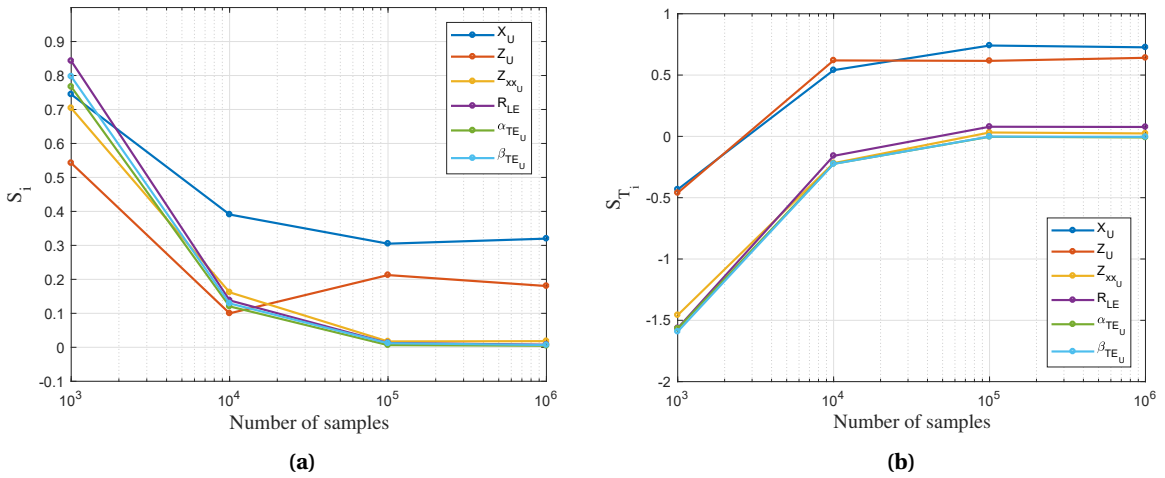 0.9
0.8
0.7
0.6
0.5
0.4
0.3
0.2
0.1
0
-0.1
S_i
10^3
10^4
10^5
10^6
Number of samples
X_U
Z_U
Z_xx_U
R_LE
α_TE_U
β_TE_U
(a)
1
0.5
0
-0.5
-1
-1.5
-2
S_T_i
10^3
10^4
10^5
10^6
Number of samples
X_U
Z_U
Z_xx_U
R_LE
α_TE_U
β_TE_U
(b)